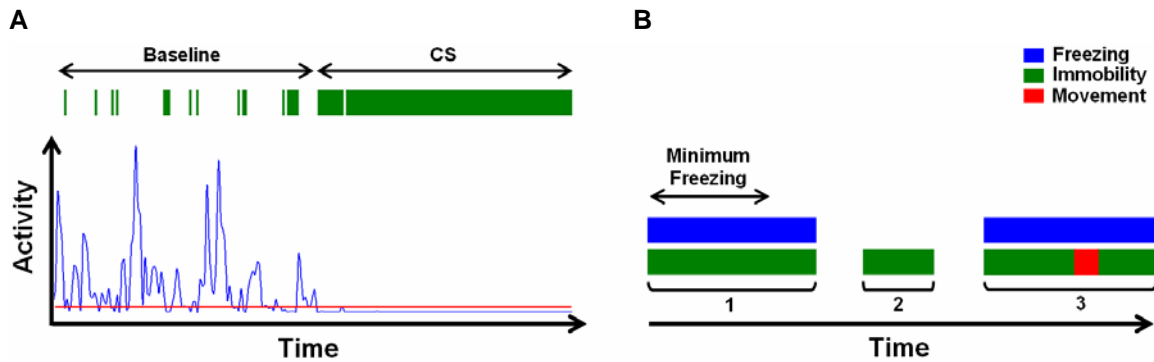 A
Baseline
CS
Activity
Time
B
Freezing
Immobility
Movement
Minimum
Freezing
1
2
3
Time